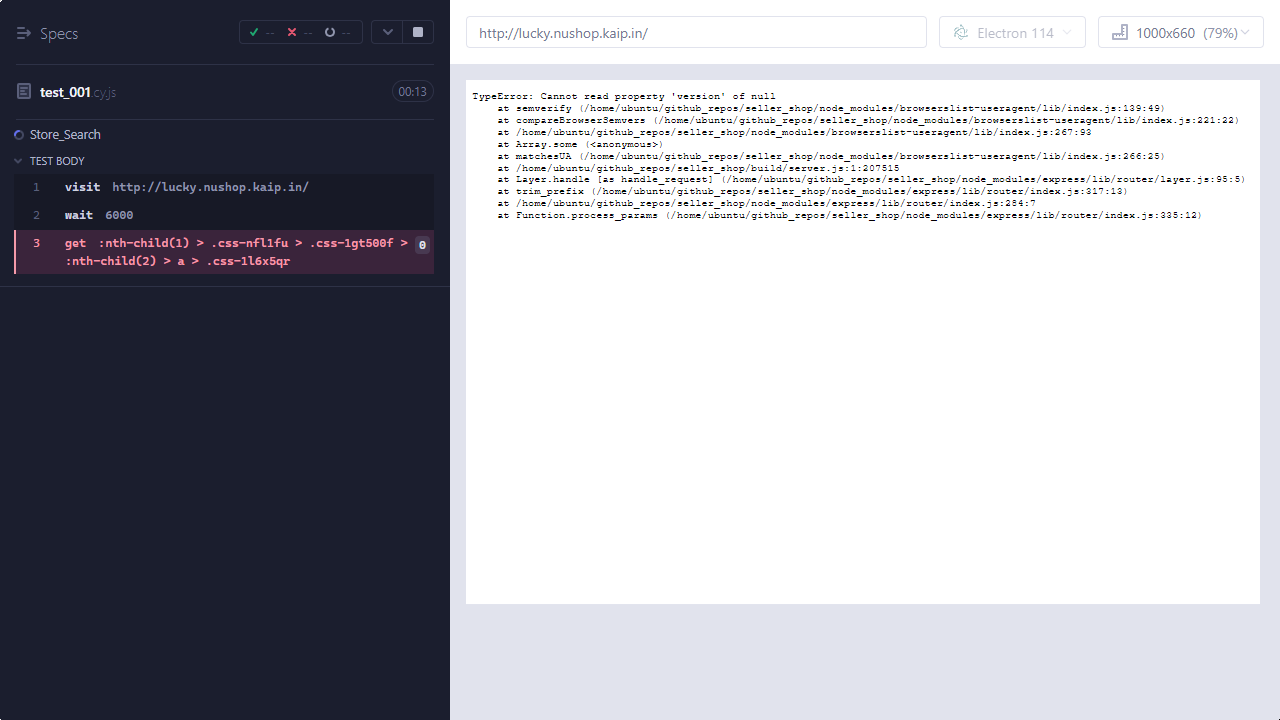 Specs
-- -- --
http://lucky.nushop.kaip.in/
Electron 114
1000x660 (79%)
test_001.cy.js
00:13
Store_Search
TEST BODY
1 visit http://lucky.nushop.kaip.in/
2 wait 6000
3 get :nth-child(1) > .css-nfl1fu > .css-1gt500f > 0
:nth-child(2) > a > .css-1l6x5qr
TypeError: Cannot read property 'version' of null
at semverify (/home/ubuntu/github_repos/seller_shop/node_modules/browserslist-useragent/lib/index.js:139:49)
at compareBrowserSemvers (/home/ubuntu/github_repos/seller_shop/node_modules/browserslist-useragent/lib/index.js:221:22)
at /home/ubuntu/github_repos/seller_shop/node_modules/browserslist-useragent/lib/index.js:267:93
at Array.some (<anonymous>)
at matchesUA (/home/ubuntu/github_repos/seller_shop/node_modules/browserslist-useragent/lib/index.js:266:25)
at /home/ubuntu/github_repos/seller_shop/build/server.js:1:207515
at Layer.handle [as handle_request] (/home/ubuntu/github_repos/seller_shop/node_modules/express/lib/router/layer.js:95:5)
at trim_prefix (/home/ubuntu/github_repos/seller_shop/node_modules/express/lib/router/index.js:317:13)
at /home/ubuntu/github_repos/seller_shop/node_modules/express/lib/router/index.js:284:7
at Function.process_params (/home/ubuntu/github_repos/seller_shop/node_modules/express/lib/router/index.js:335:12)